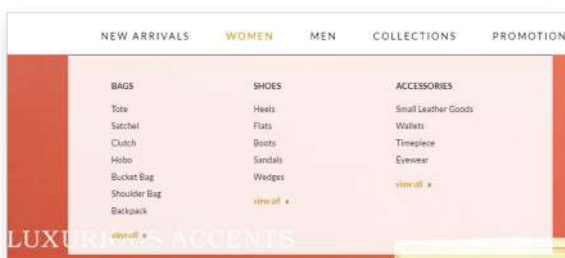 NEW ARRIVALS WOMEN MEN COLLECTIONS PROMOTION
BAGS
Tote
Satchel
Clutch
Hobo
Bucket Bag
Shoulder Bag
Backpack
view all
SHOES
Heels
Flats
Boots
Sandals
Wedges
view all
ACCESSORIES
Small Leather Goods
Wallets
Timepiece
Eyewear
view all
LUXURIOUS ACCENTS